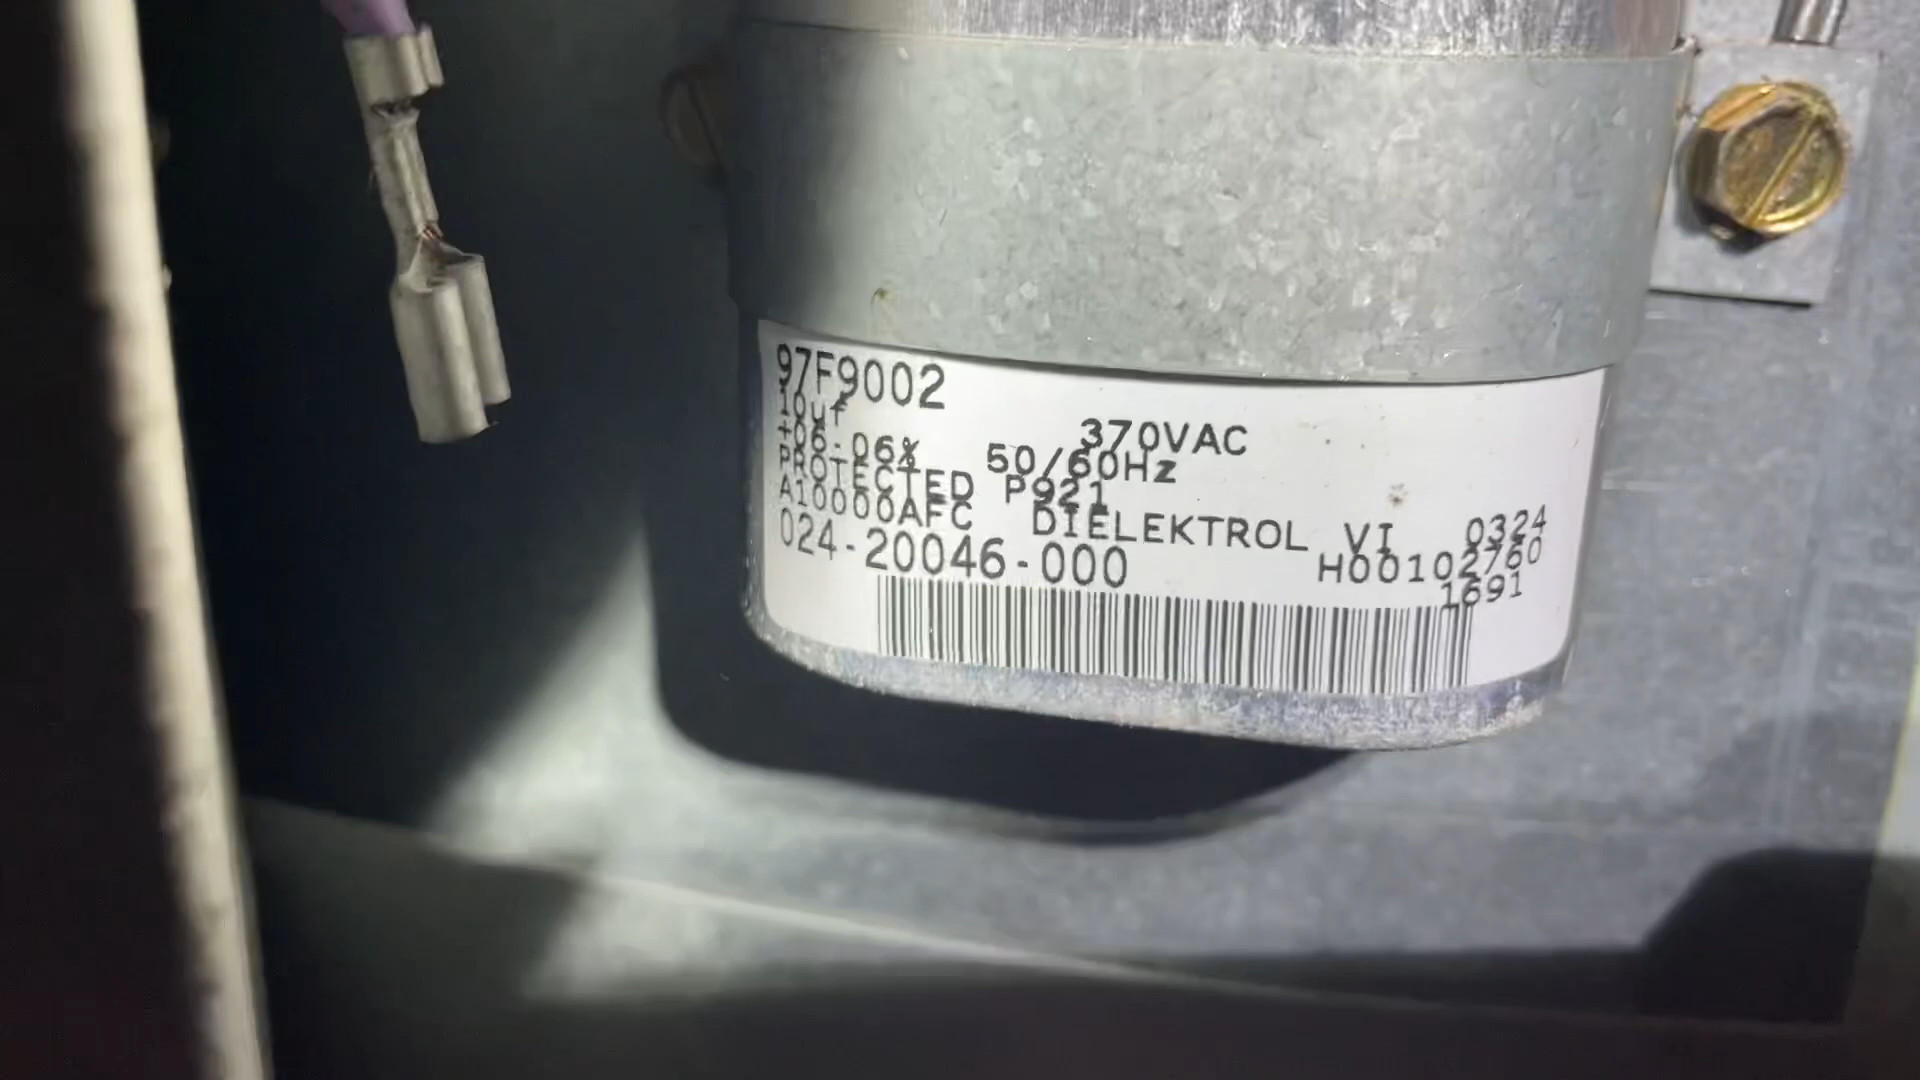 97F9002
10uf 370VAC
+06-06% 50/60Hz
PROTECTED P921
A10000AFC DIELEKTROL VI 0324
024-20046-000 H00102760
1691